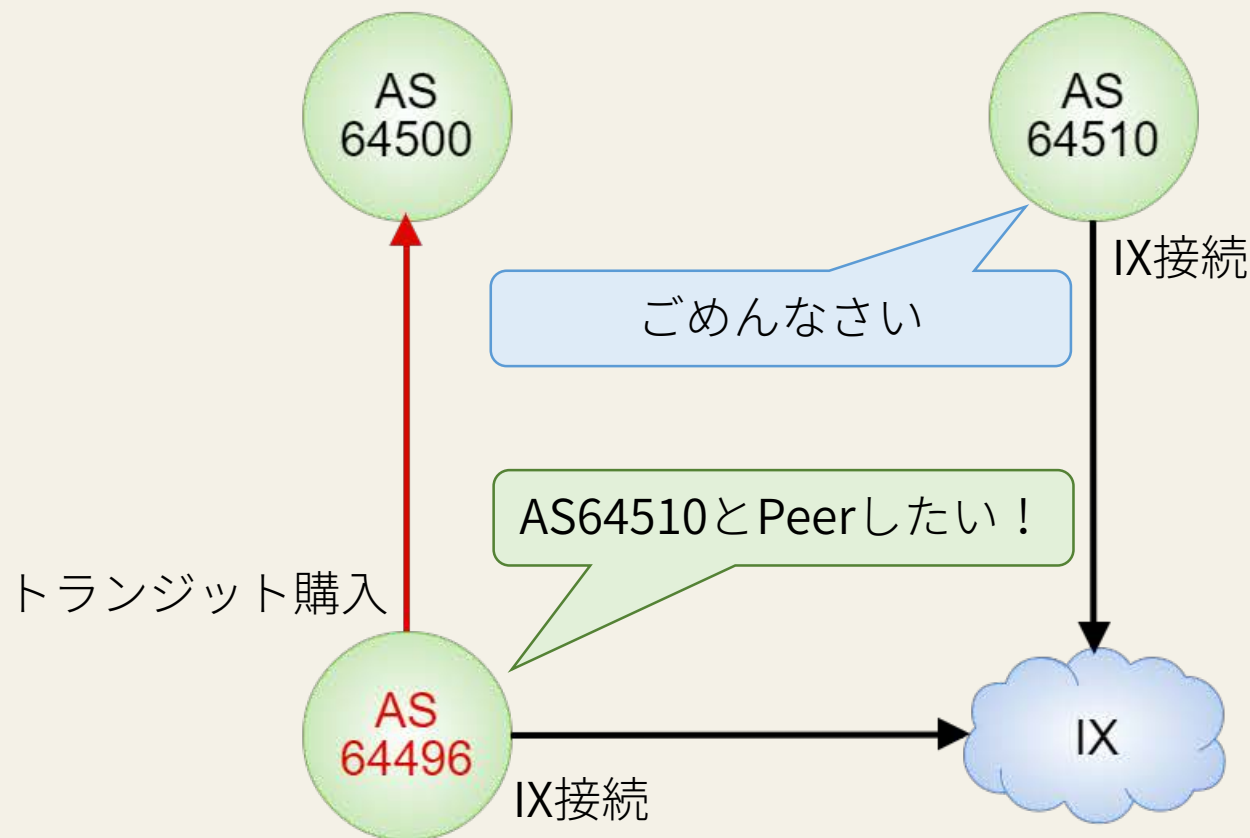 AS
64500
AS
64510
IX接続
ごめんなさい
AS64510とPeerしたい！
トランジット購入
AS
64496
IX接続
IX